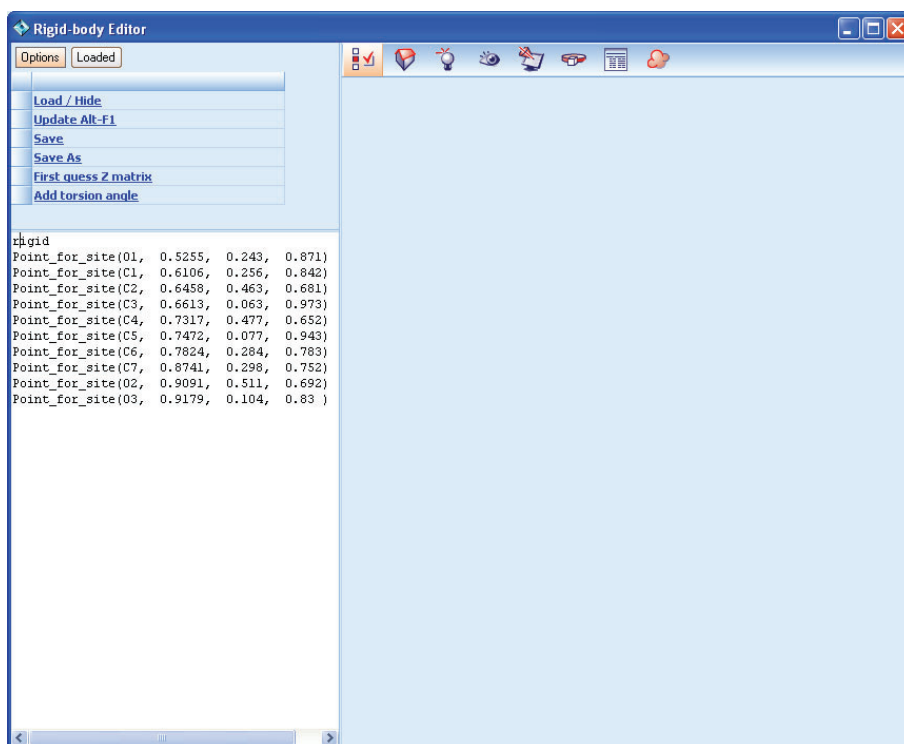 Rigid-body Editor
Options Loaded
Load / Hide
Update Alt-F1
Save
Save As
First guess Z matrix
Add torsion angle
rigid
Point_for_site(O1, 0.5255, 0.243, 0.871)
Point_for_site(C1, 0.6106, 0.256, 0.842)
Point_for_site(C2, 0.6458, 0.463, 0.681)
Point_for_site(C3, 0.6613, 0.063, 0.973)
Point_for_site(C4, 0.7317, 0.477, 0.652)
Point_for_site(C5, 0.7472, 0.077, 0.943)
Point_for_site(C6, 0.7824, 0.284, 0.783)
Point_for_site(C7, 0.8741, 0.298, 0.752)
Point_for_site(O2, 0.9091, 0.511, 0.692)
Point_for_site(O3, 0.9179, 0.104, 0.83 )